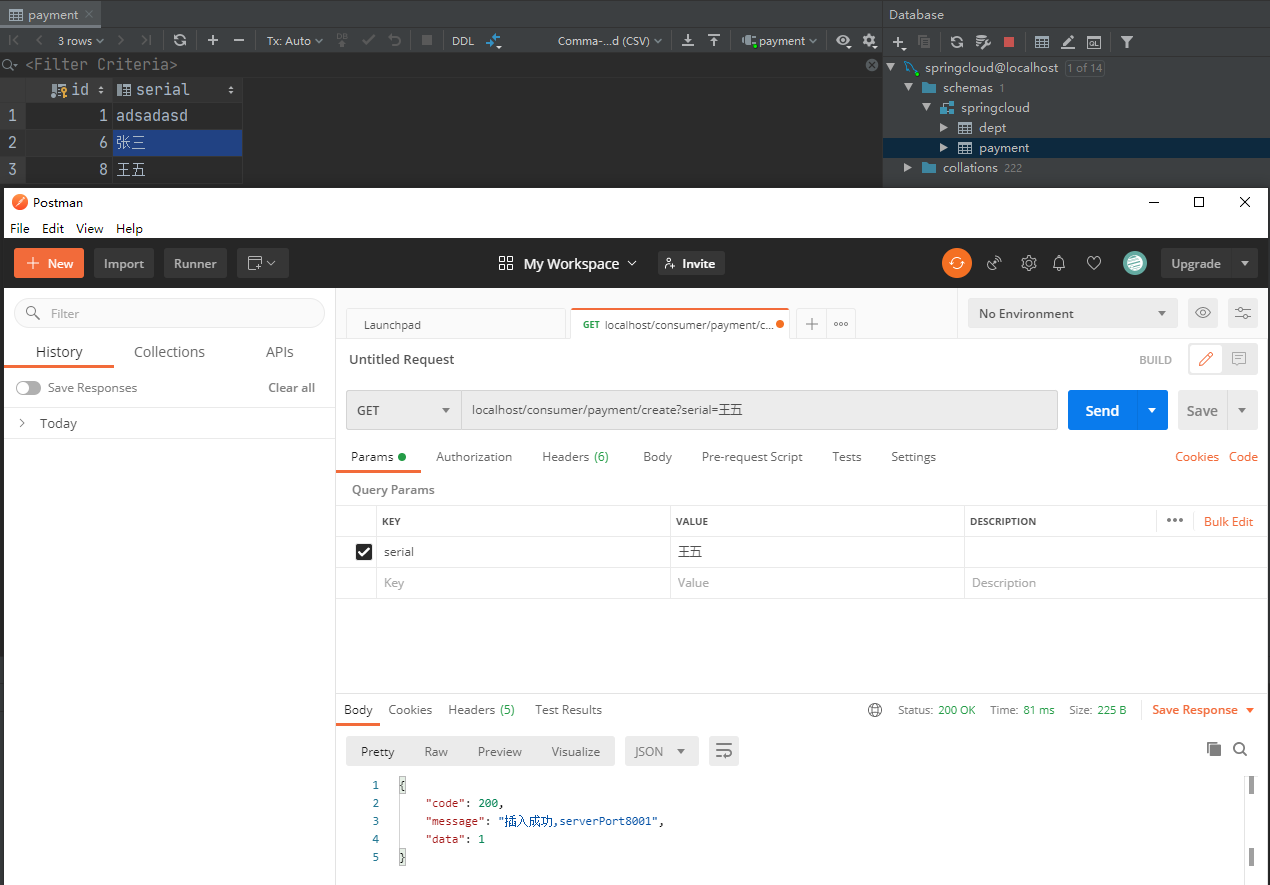 payment
Database
3 rows
Tx: Auto
DB
DDL
Comma-...d (CSV)
payment
QL
<Filter Criteria>
springcloud@localhost 1 of 14
schemas 1
springcloud
dept
payment
collations 222
id serial
1 1 adsadasd
2 6 张三
3 8 王五
Postman
File Edit View Help
New Import Runner My Workspace Invite Upgrade
Filter
Launchpad GET localhost/consumer/payment/c... No Environment
History Collections APIs
Untitled Request BUILD
Save Responses Clear all
GET localhost/consumer/payment/create?serial=王五 Send Save
Today
Params Authorization Headers (6) Body Pre-request Script Tests Settings Cookies Code
Query Params
KEY VALUE DESCRIPTION Bulk Edit
serial 王五
Key Value Description
Body Cookies Headers (5) Test Results Status: 200 OK Time: 81 ms Size: 225 B Save Response
Pretty Raw Preview Visualize JSON
1 {
2 "code": 200,
3 "message": "插入成功,serverPort8001",
4 "data": 1
5 }